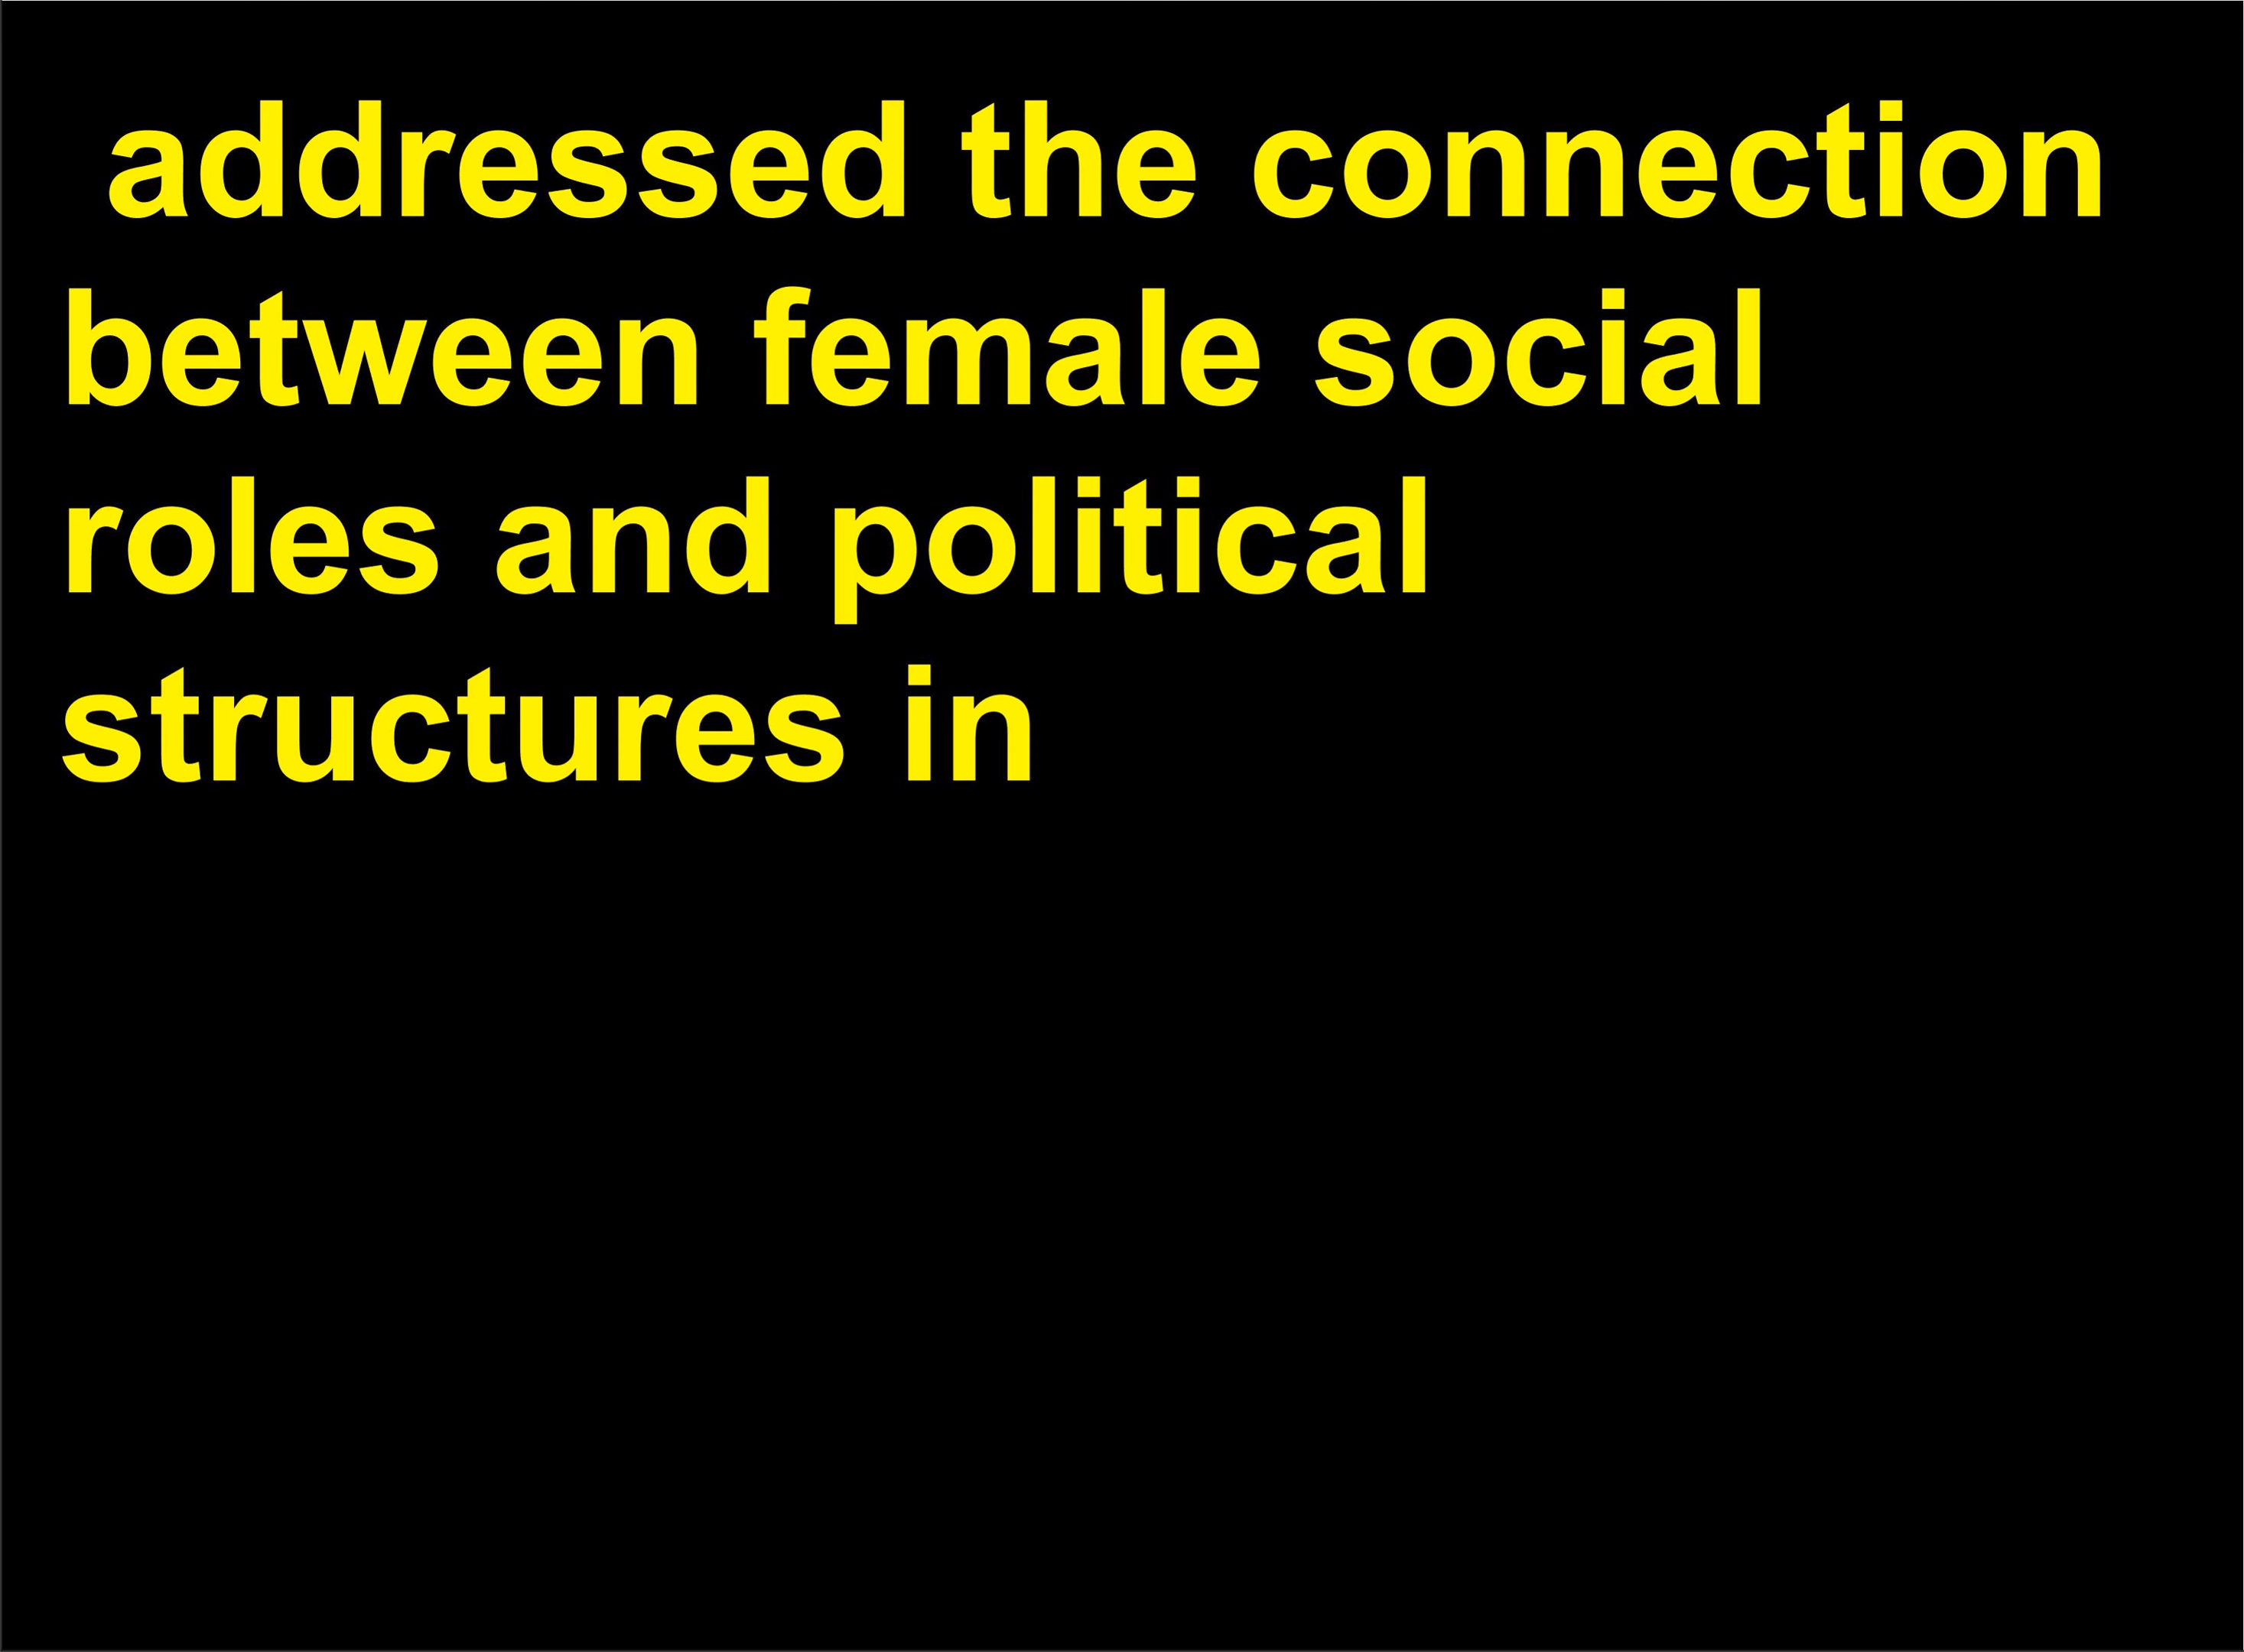 addressed the connection
between female social
roles and political
structures in